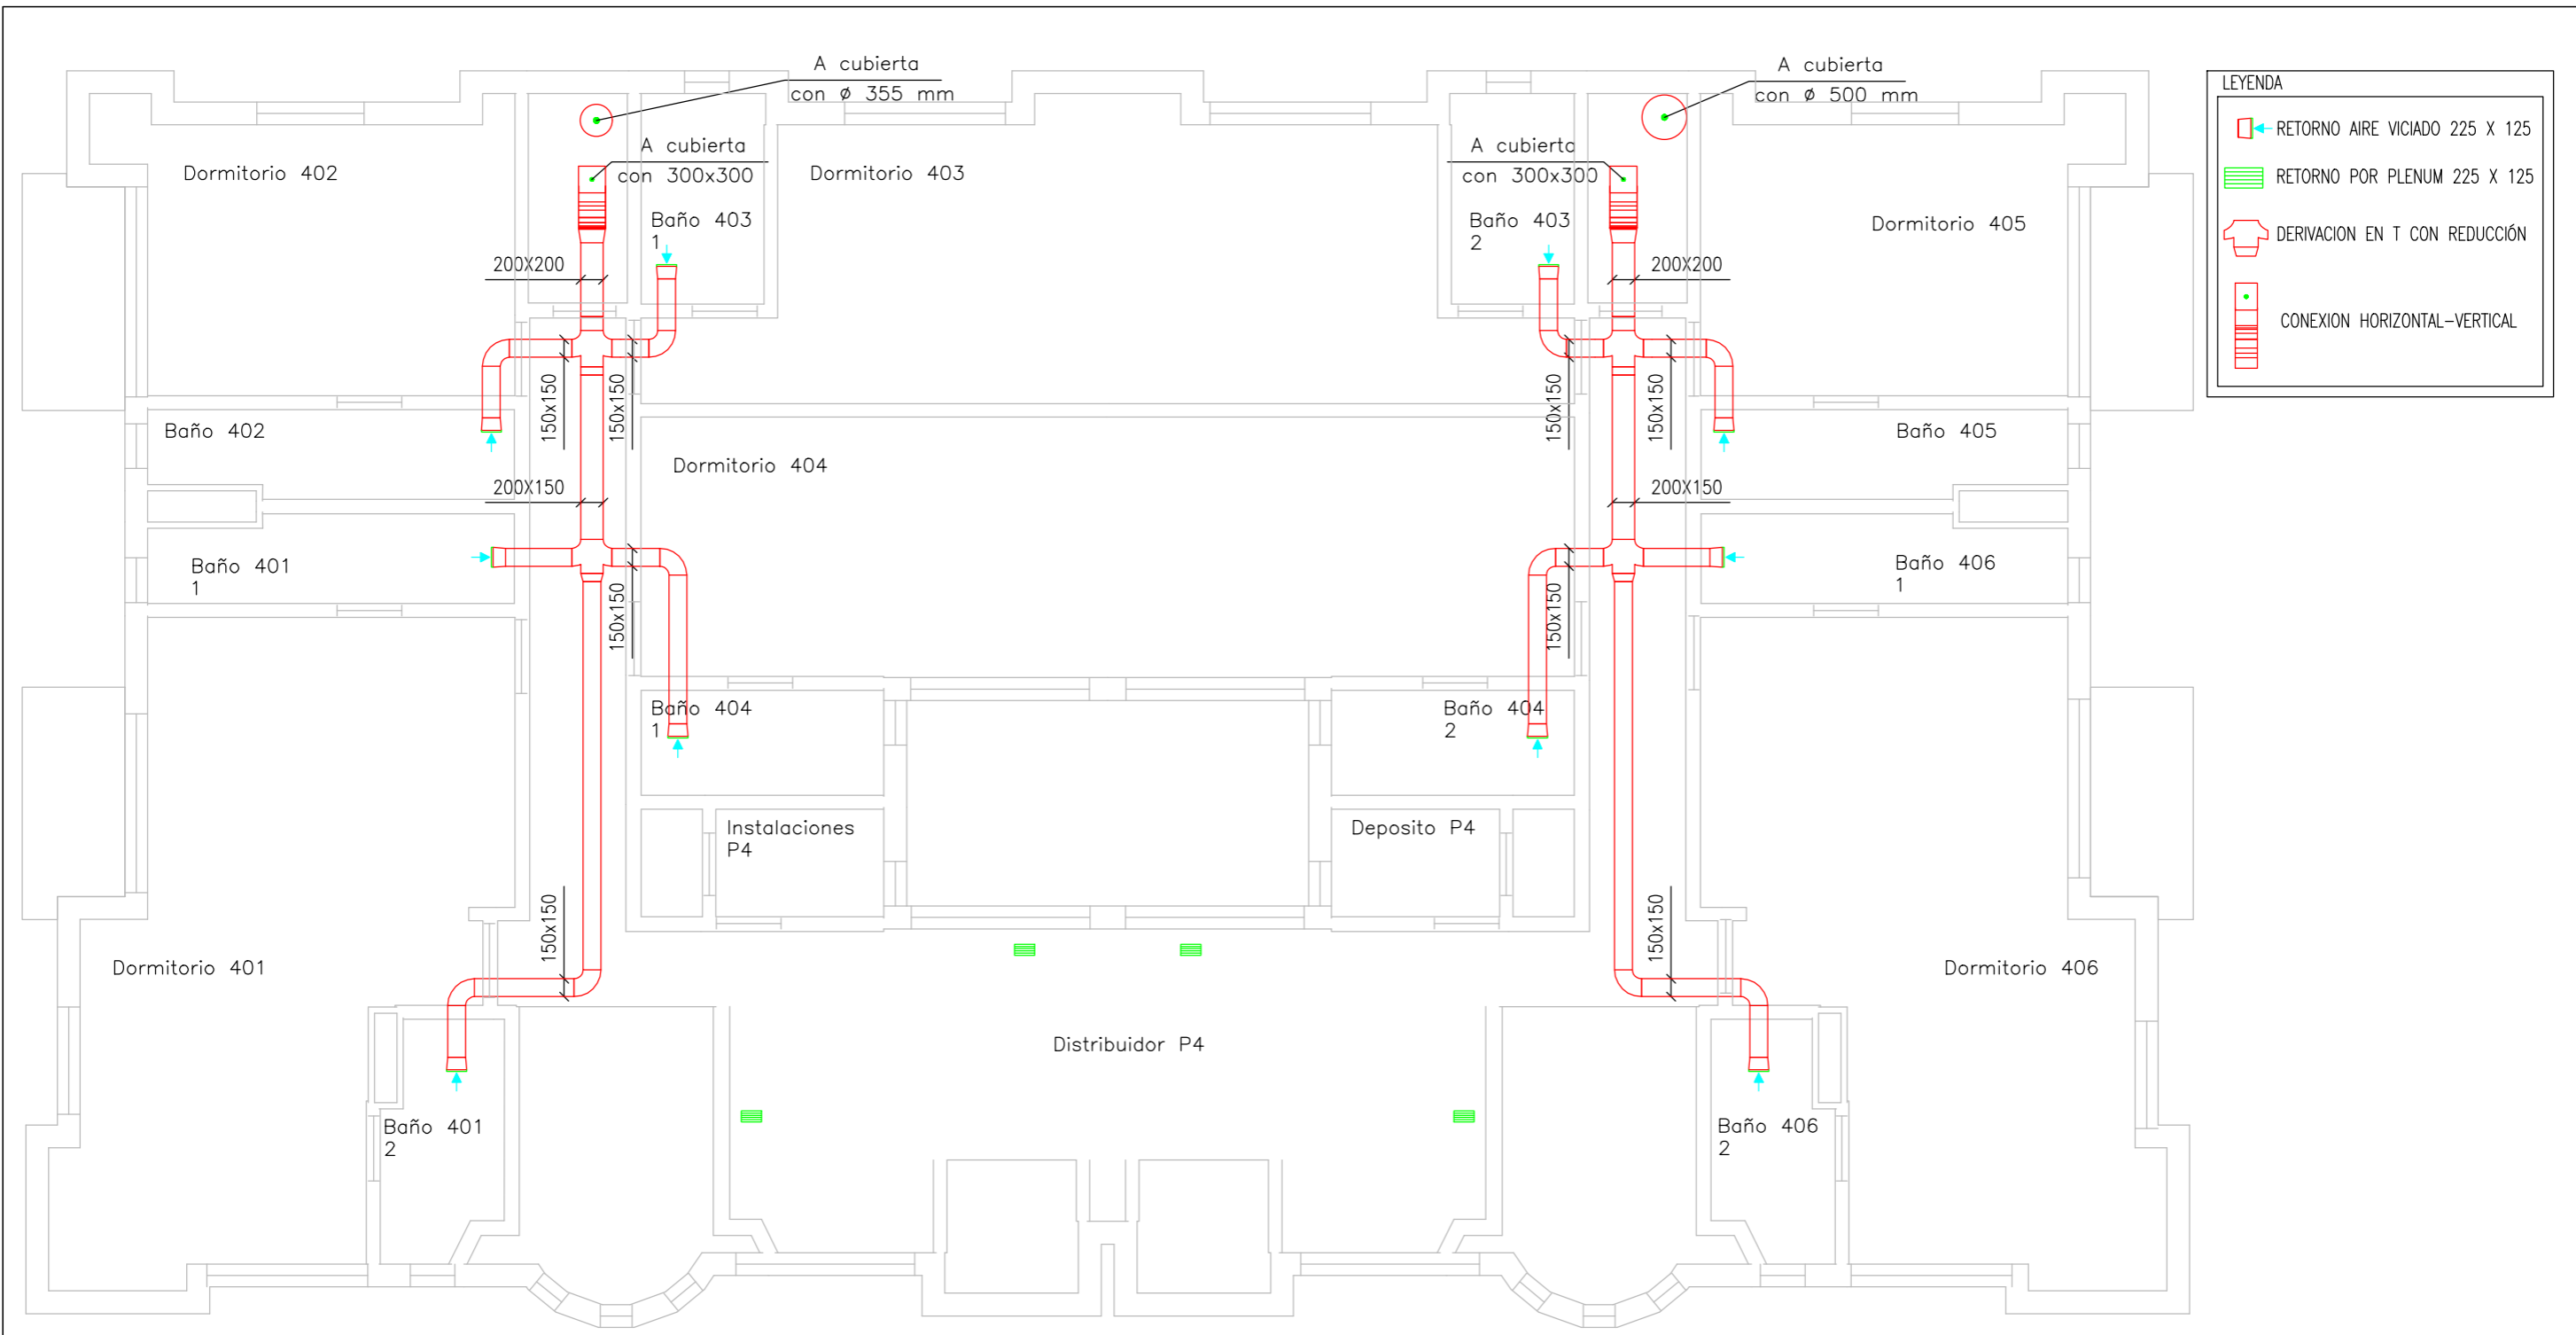 A cubierta
con ø 355 mm
A cubierta
con ø 500 mm
LEYENDA
RETORNO AIRE VICIADO 225 X 125
RETORNO POR PLENUM 225 X 125
DERIVACION EN T CON REDUCCIÓN
CONEXION HORIZONTAL-VERTICAL
A cubierta
con 300x300
A cubierta
con 300x300
Dormitorio 402
Dormitorio 403
Baño 403
1
Baño 403
2
Dormitorio 405
200X200
200X200
150x150
150x150
150x150
150x150
Baño 402
Baño 405
Dormitorio 404
200X150
200X150
Baño 401
1
Baño 406
1
150x150
150x150
Baño 404
1
Baño 404
2
Instalaciones
P4
Deposito P4
150x150
150x150
Dormitorio 401
Dormitorio 406
Distribuidor P4
Baño 401
2
Baño 406
2